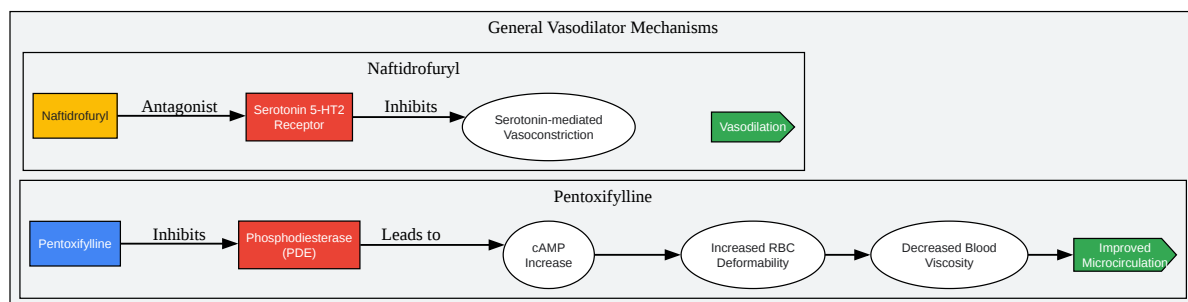 General Vasodilator Mechanisms
Naftidrofuryl
Naftidrofuryl
Antagonist
Serotonin 5-HT2
Receptor
Inhibits
Serotonin-mediated
Vasoconstriction
Vasodilation
Pentoxifylline
Pentoxifylline
Inhibits
Phosphodiesterase
(PDE)
Leads to
cAMP
Increase
Increased RBC
Deformability
Decreased Blood
Viscosity
Improved
Microcirculation